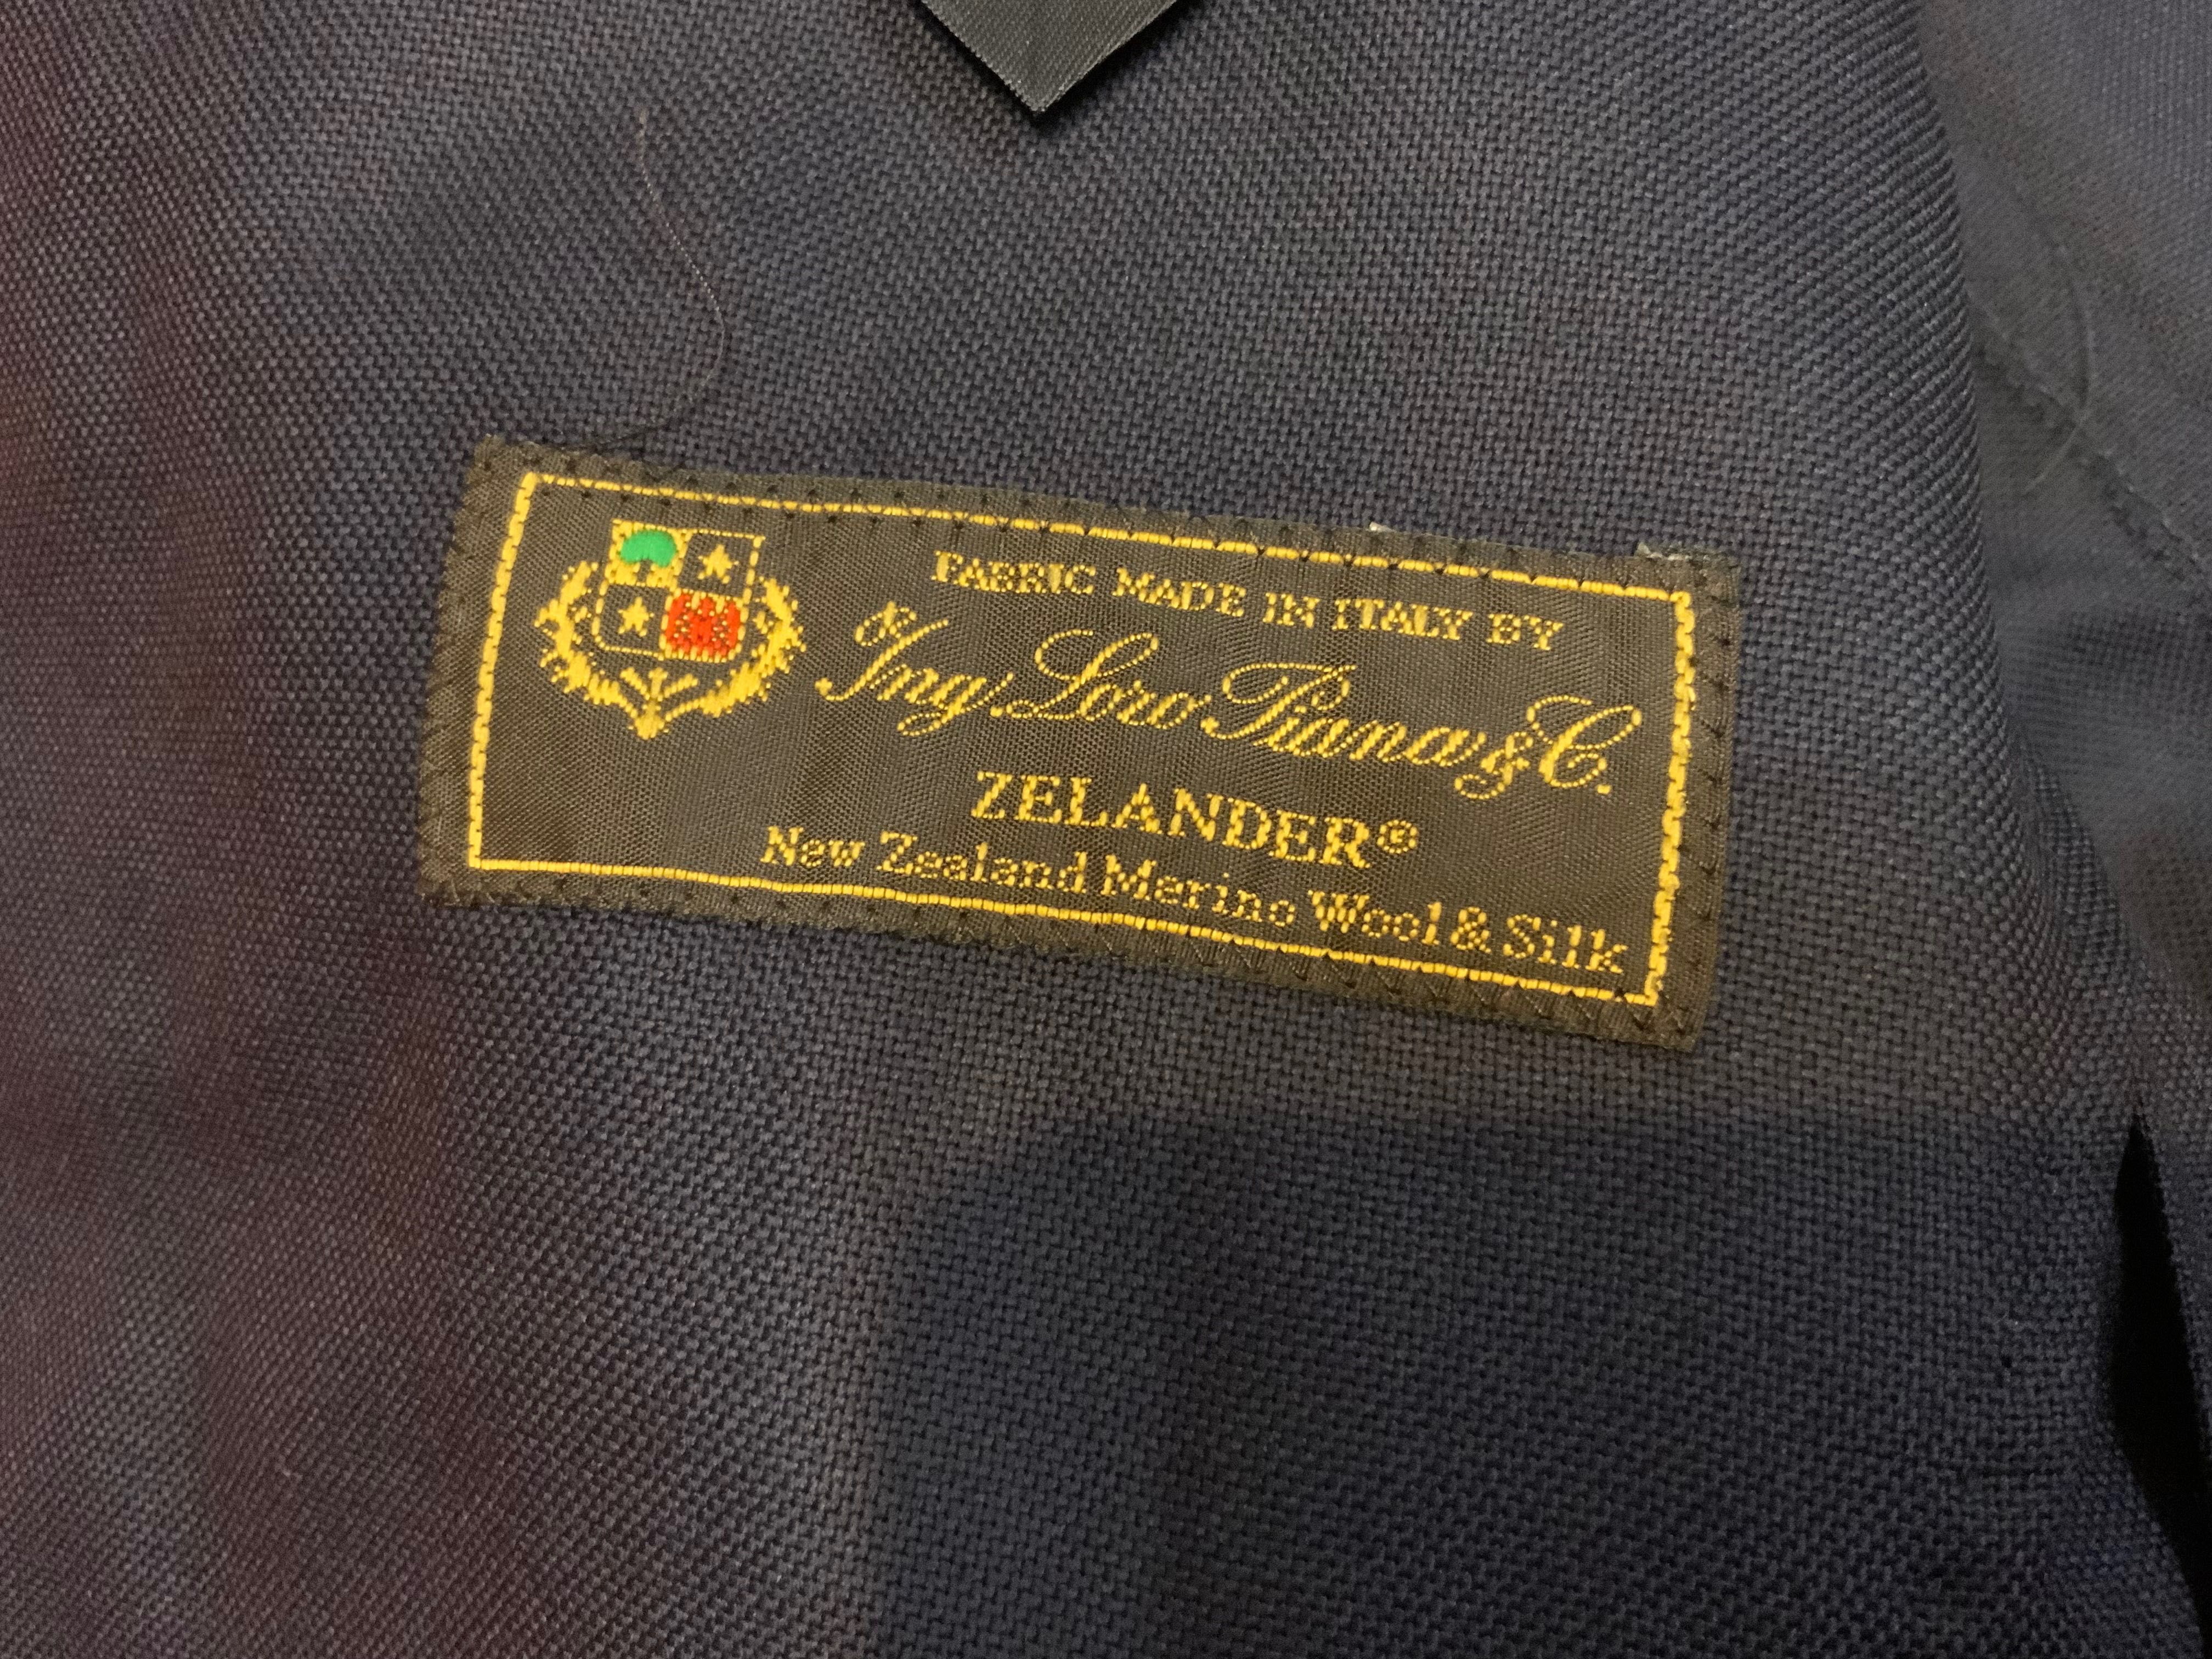 FABRIC MADE IN ITALY BY
Ing. Loro Piana & C.
ZELANDER®
New Zealand Merino Wool & Silk